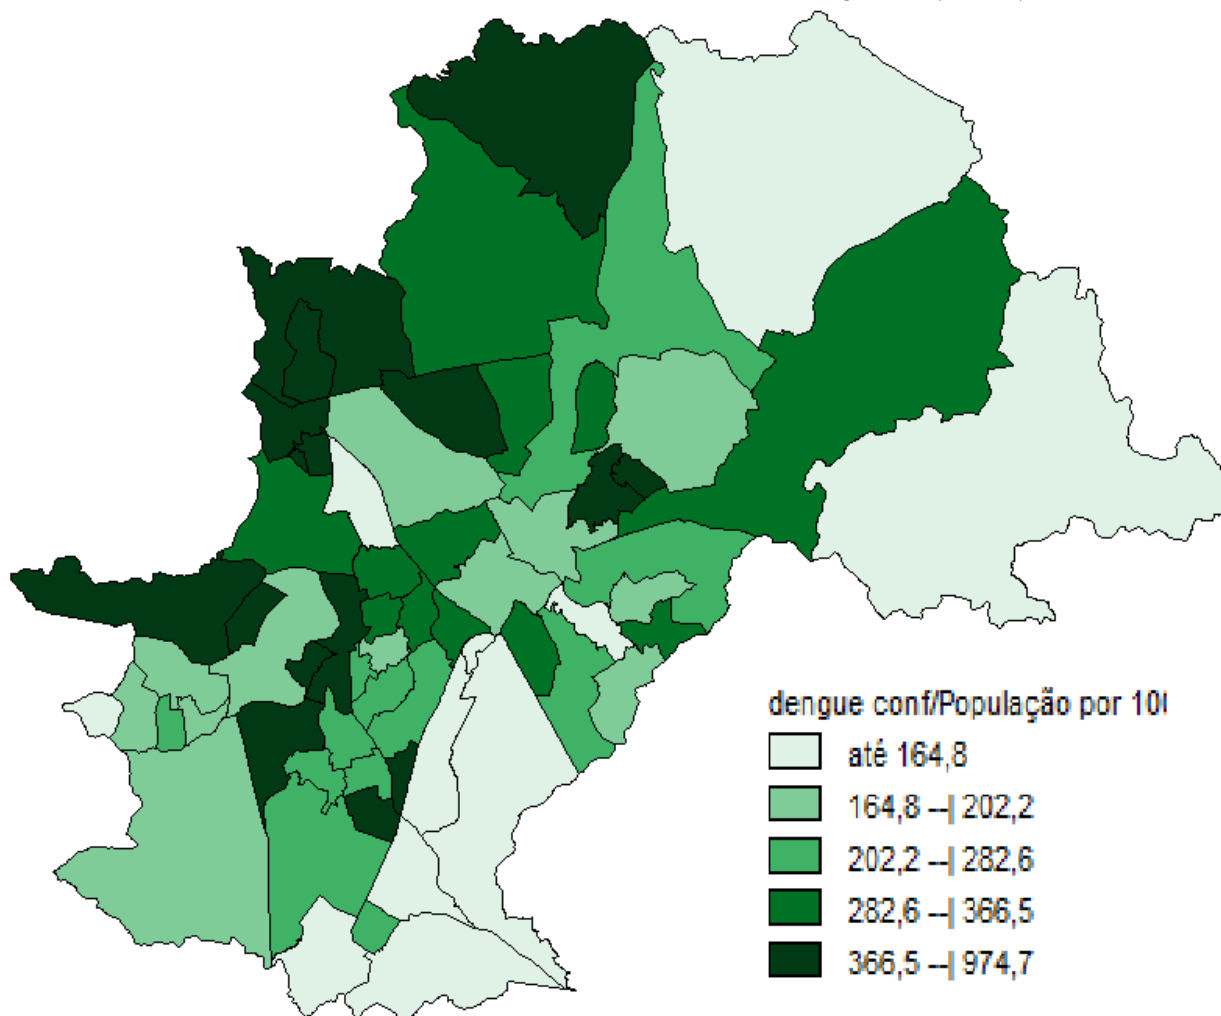 dengue conf/População por 10
até 164,8
164,8 --| 202,2
202,2 --| 282,6
282,6 --| 366,5
366,5 --| 974,7